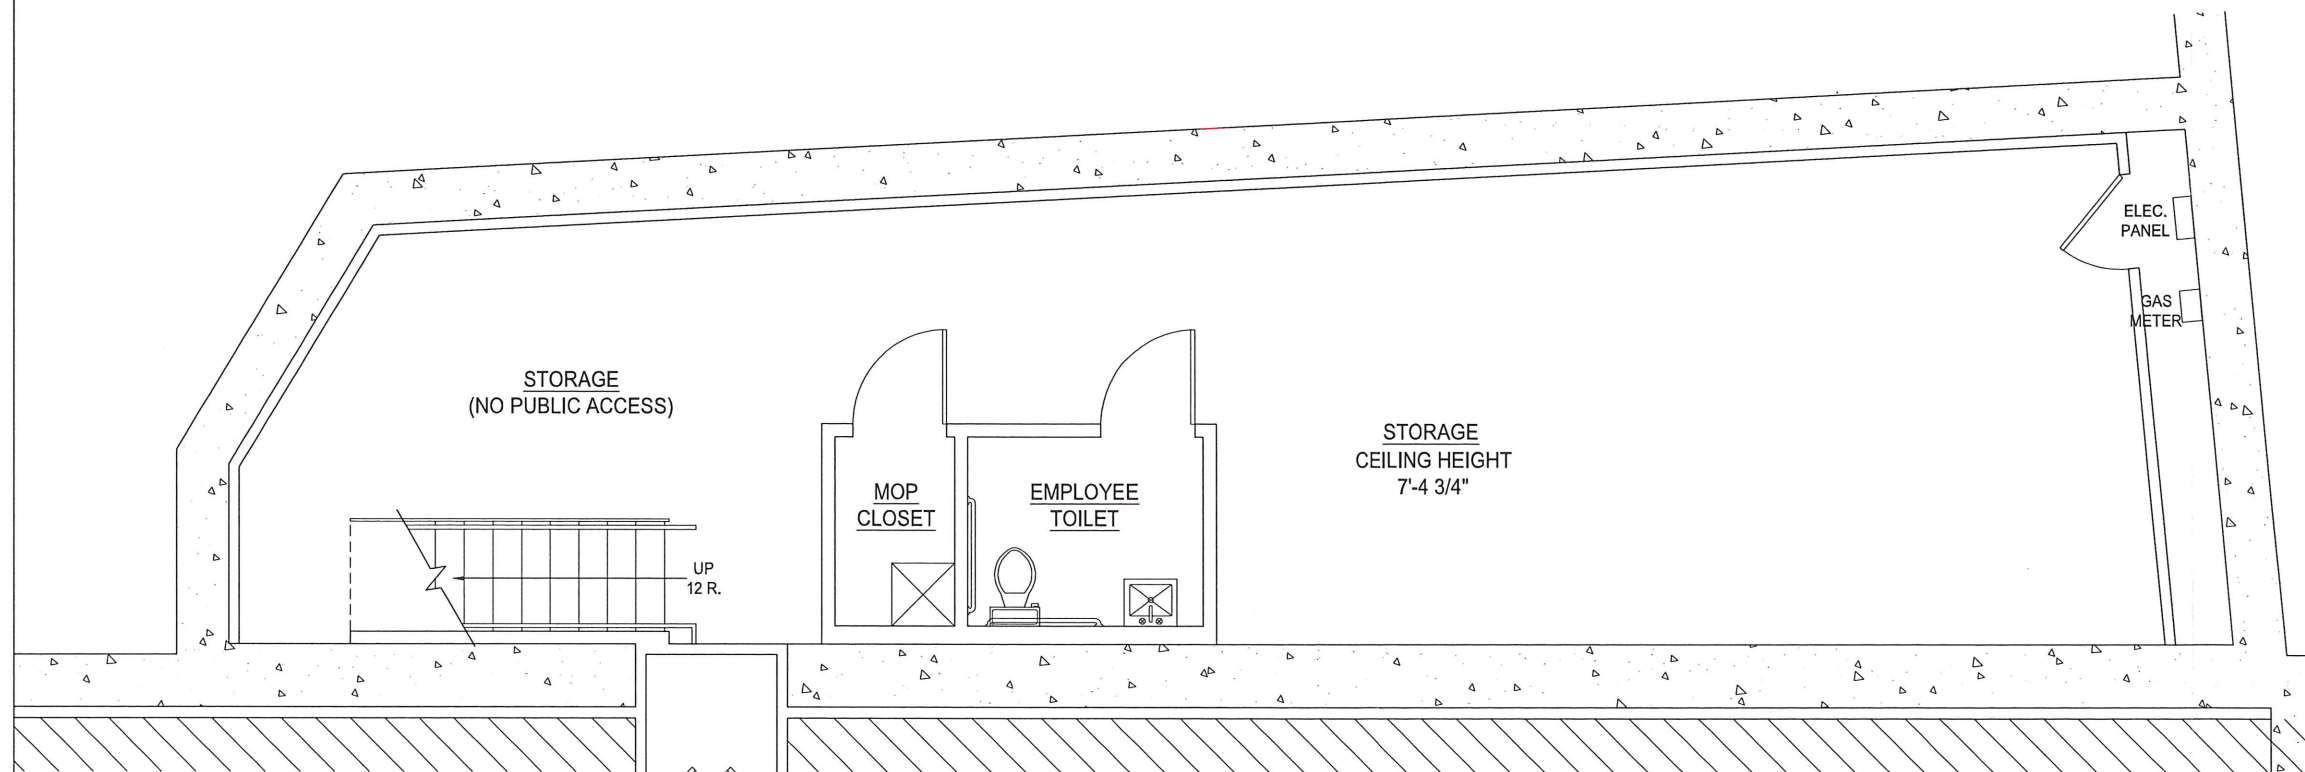 ELEC.
PANEL
GAS
METER
STORAGE
(NO PUBLIC ACCESS)
STORAGE
CEILING HEIGHT
7'-4 3/4"
MOP
CLOSET
EMPLOYEE
TOILET
UP
12 R.